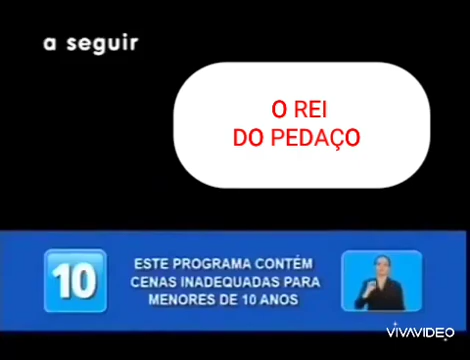 a seguir
O REI
DO PEDAÇO
10
ESTE PROGRAMA CONTÉM
CENAS INADEQUADAS PARA
MENORES DE 10 ANOS
VIVAVIDEO